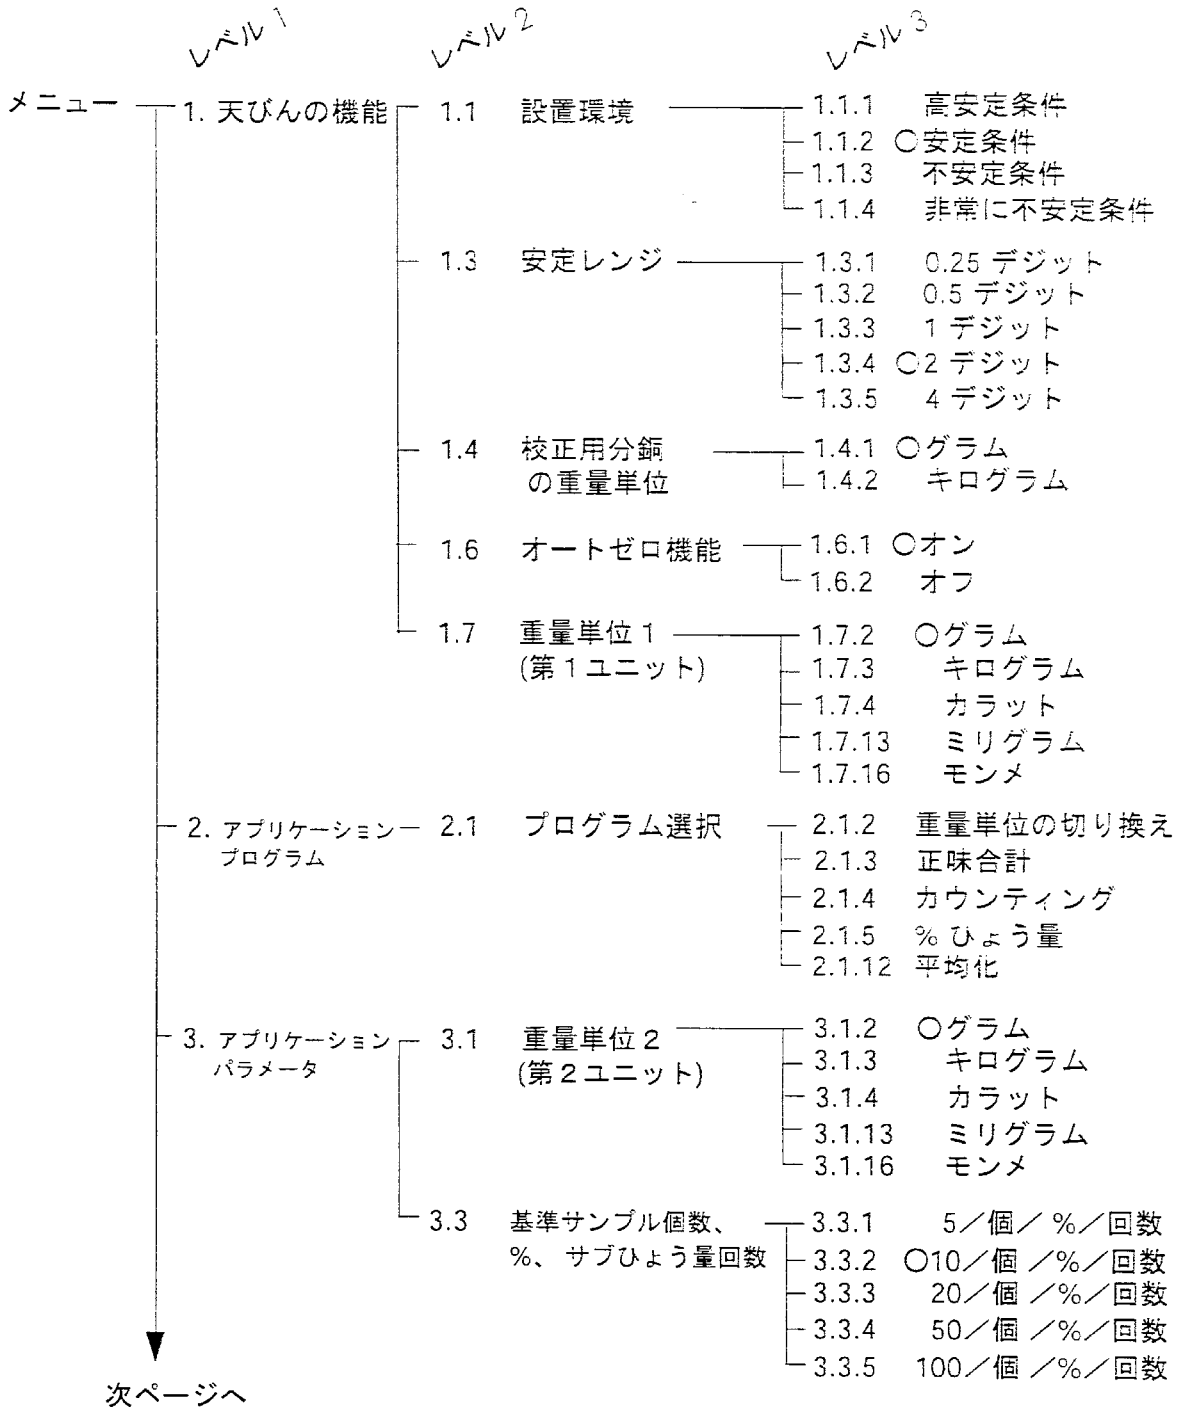 レベル 1 レベル 2 レベル 3
メニュー 1. 天びんの機能 1.1 設置環境 1.1.1 高安定条件
1.1.2 ○安定条件
1.1.3 不安定条件
1.1.4 非常に不安定条件
1.3 安定レンジ 1.3.1 0.25 デジット
1.3.2 0.5 デジット
1.3.3 1 デジット
1.3.4 ○2 デジット
1.3.5 4 デジット
1.4 校正用分銅 1.4.1 ○グラム
の重量単位 1.4.2 キログラム
1.6 オートゼロ機能 1.6.1 ○オン
1.6.2 オフ
1.7 重量単位 1 1.7.2 ○グラム
(第 1 ユニット) 1.7.3 キログラム
1.7.4 カラット
1.7.13 ミリグラム
1.7.16 モンメ
2. アプリケーション 2.1 プログラム選択 2.1.2 重量単位の切り換え
プログラム 2.1.3 正味合計
2.1.4 カウンティング
2.1.5 % ひょう量
2.1.12 平均化
3. アプリケーション 3.1 重量単位 2 3.1.2 ○グラム
パラメータ (第 2 ユニット) 3.1.3 キログラム
3.1.4 カラット
3.1.13 ミリグラム
3.1.16 モンメ
3.3 基準サンプル個数、 3.3.1 5／個／ %／回数
%、サブひょう量回数 3.3.2 ○10／個 ／%／回数
3.3.3 20／個 ／%／回数
3.3.4 50／個 ／%／回数
3.3.5 100／個 ／%／回数
次ページへ